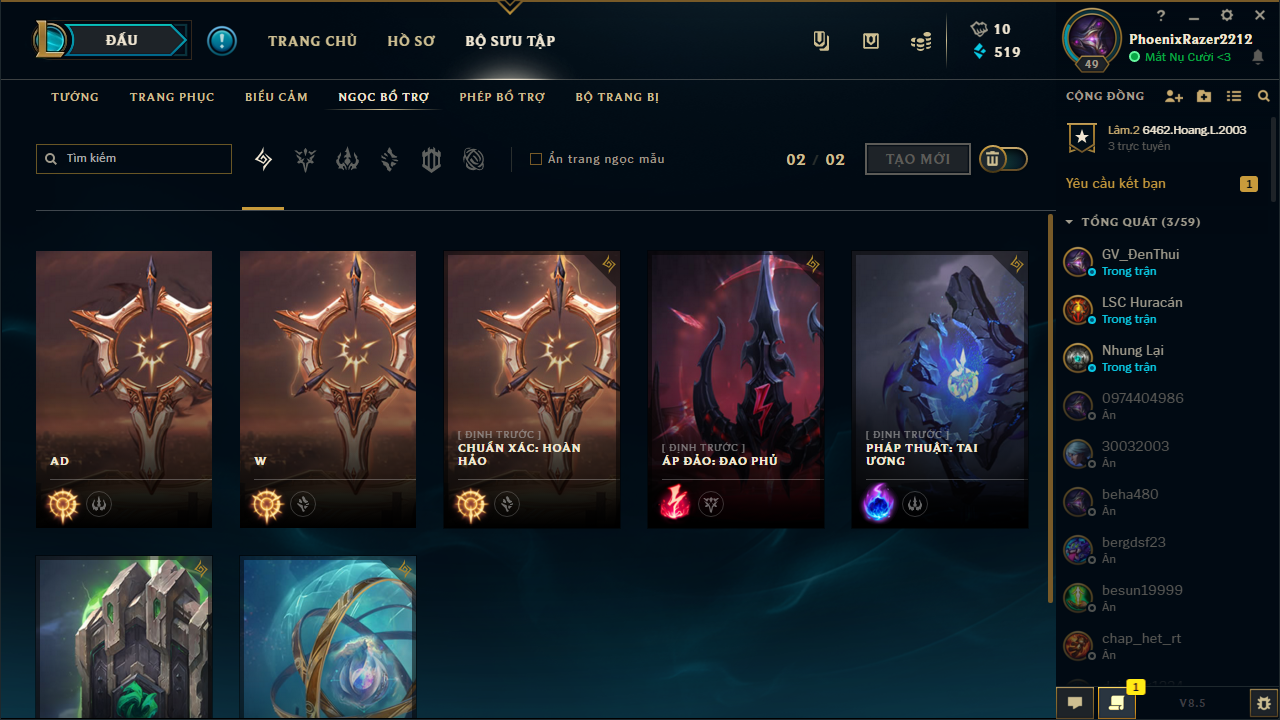 ĐẤU
TRANG CHỦ
HỒ SƠ
BỘ SƯU TẬP
10
519
?
PhoenixRazer2212
Mắt Nụ Cười <3
49
TƯỚNG
TRANG PHỤC
BIỂU CẢM
NGỌC BỔ TRỢ
PHÉP BỔ TRỢ
BỘ TRANG BỊ
CỘNG ĐỒNG
Tìm kiếm
Ẩn trang ngọc mẫu
02 / 02
TẠO MỚI
Lâm.2 6462.Hoang.L.2003
3 trực tuyến
Yêu cầu kết bạn
1
TỔNG QUÁT (3/59)
GV_ĐenThui
Trong trận
LSC Huracán
Trong trận
Nhung Lại
Trong trận
0974404986
Ẩn
30032003
Ẩn
beha480
Ẩn
bergdsf23
Ẩn
besun19999
Ẩn
chap_het_rt
Ẩn
AD
W
[ ĐỊNH TRƯỚC ]
CHUẨN XÁC: HOÀN
HẢO
[ ĐỊNH TRƯỚC ]
ÁP ĐẢO: ĐAO PHỦ
[ ĐỊNH TRƯỚC ]
PHÁP THUẬT: TAI
ƯƠNG
1
V8.5